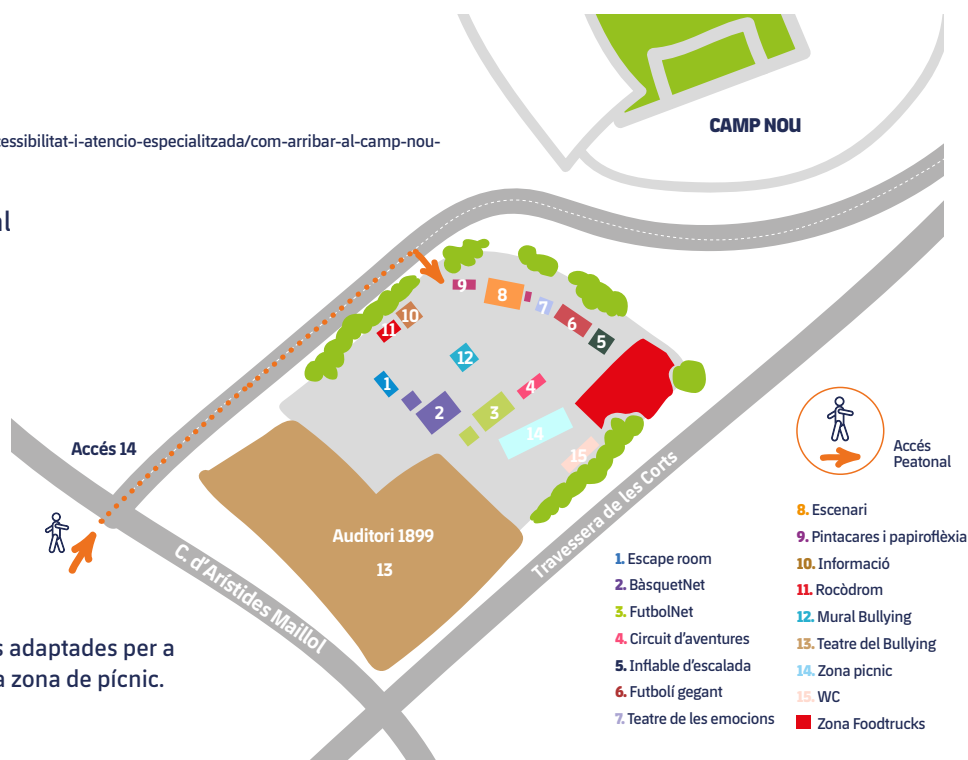 CAMP NOU
cessibilitat-i-atencio-especialitzada/com-arribar-al-camp-nou-
al
9
8
7
6
5
10
11
12
1
4
2
3
14
15
Accés 14
Accés
Peatonal
Auditori 1899
13
C. d'Arístides Maillol
Travessera de les Corts
s adaptades per a
a zona de pícnic.
1. Escape room
2. BàsquetNet
3. FutbolNet
4. Circuit d'aventures
5. Inflable d'escalada
6. Futbolí gegant
7. Teatre de les emocions
8. Escenari
9. Pintacares i papiroflèxia
10. Informació
11. Rocòdrom
12. Mural Bullying
13. Teatre del Bullying
14. Zona picnic
15. WC
Zona Foodtrucks